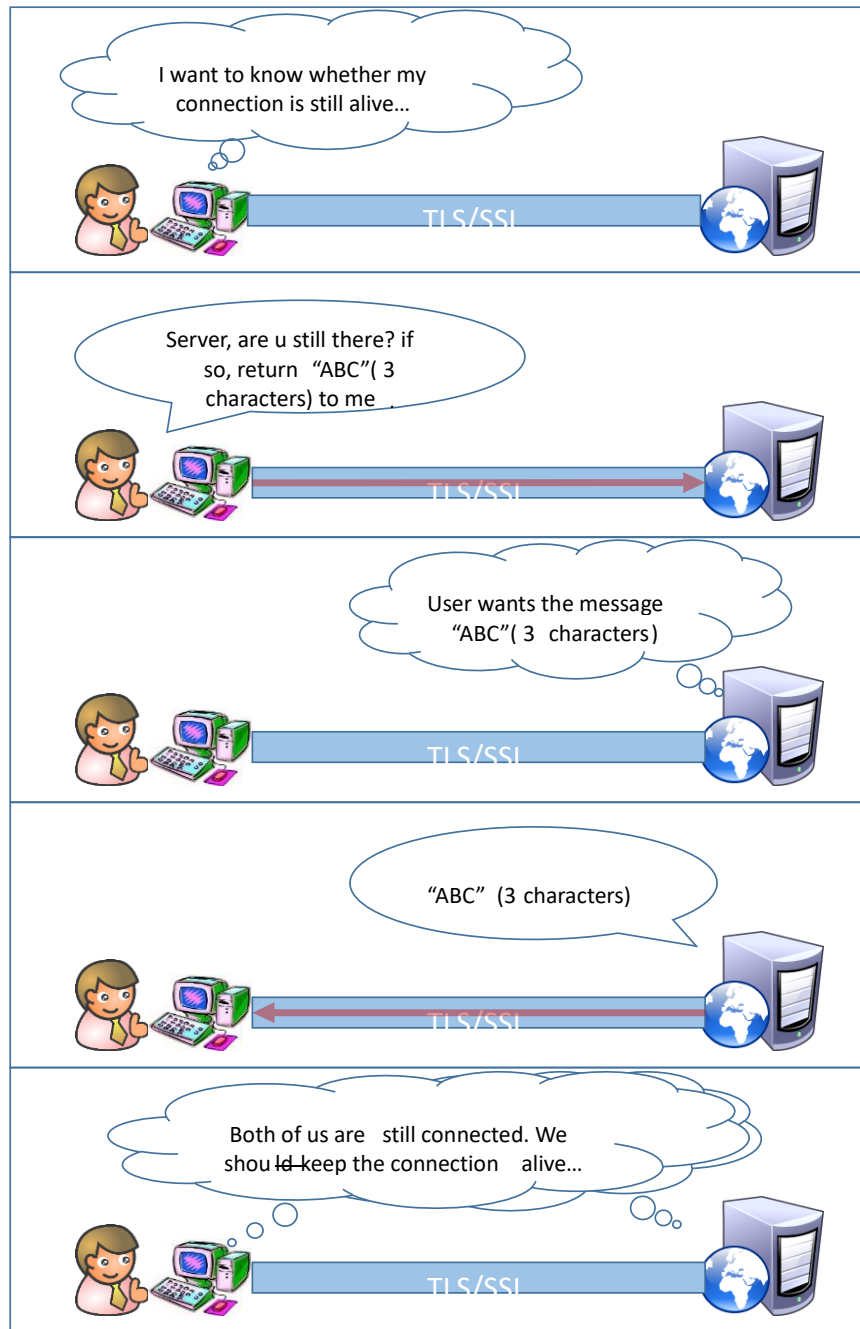 I want to know whether my
connection is still alive…
TLS/SSL
Server, are u still there? if
so, return “ABC”( 3
characters) to me .
TLS/SSL
User wants the message
“ABC”( 3 characters)
TLS/SSL
“ABC” (3 characters)
TLS/SSL
Both of us are still connected. We
should keep the connection alive…
TLS/SSL